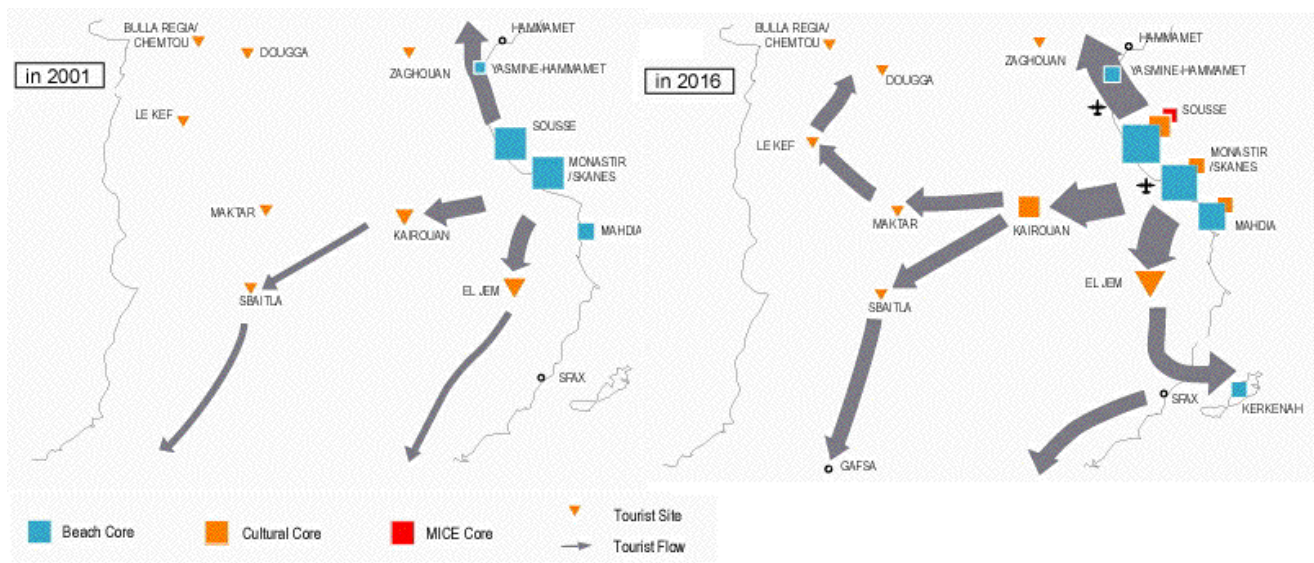 in 2001
BULLA REGIA/
CHEMTOU
DOUGGA
ZAGHOUAN
HAMMAMET
YASMINE-HAMMAMET
LE KEF
SOUSSE
MONASTIR
/SKANES
MAKTAR
KAIROUAN
MAHDIA
SBAITLA
EL JEM
SFAX
in 2016
BULLA REGIA/
CHEMTOU
DOUGGA
ZAGHOUAN
HAMMAMET
YASMINE-HAMMAMET
SOUSSE
LE KEF
MONASTIR
/SKANES
MAKTAR
KAIROUAN
MAHDIA
SBAITLA
EL JEM
SFAX
KERKENAH
GAFSA
Beach Core
Cultural Core
MICE Core
Tourist Site
Tourist Flow